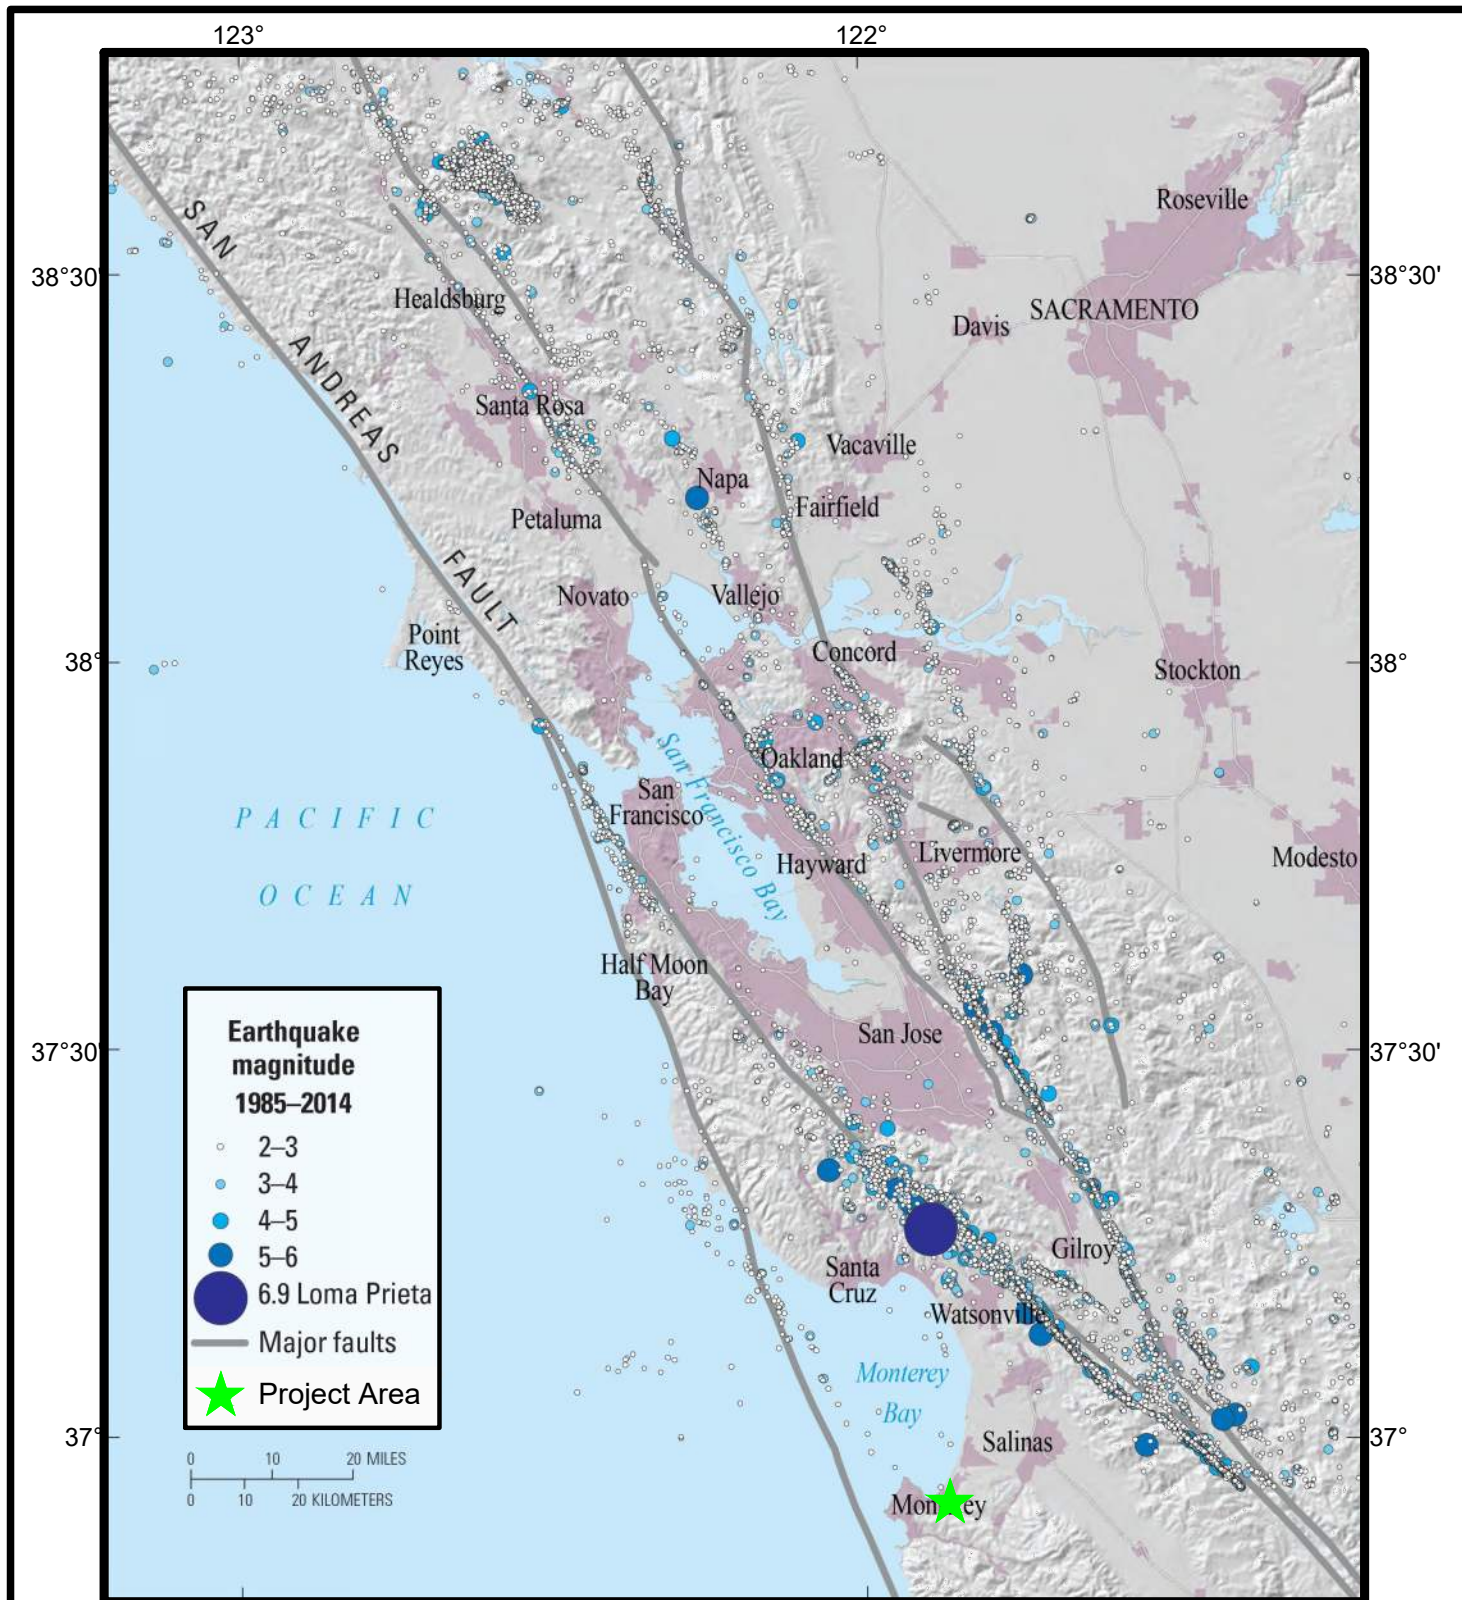 123°
122°
Roseville
SAN
38°30'
38°30'
Healdsburg
SACRAMENTO
Davis
ANDREAS
Santa Rosa
Vacaville
Napa
Fairfield
Petaluma
FAULT
Novato
Vallejo
Point
Reyes
Concord
38°
38°
Stockton
Oakland
San Francisco Bay
San
Francisco
PACIFIC
OCEAN
Hayward
Livermore
Modesto
Half Moon
Bay
San Jose
37°30'
37°30'
Earthquake
magnitude
1985–2014
2–3
3–4
4–5
5–6
6.9 Loma Prieta
Major faults
Project Area
Gilroy
Santa
Cruz
Watsonville
Monterey
Bay
Salinas
37°
37°
0 10 20 MILES
0 10 20 KILOMETERS
Monterey